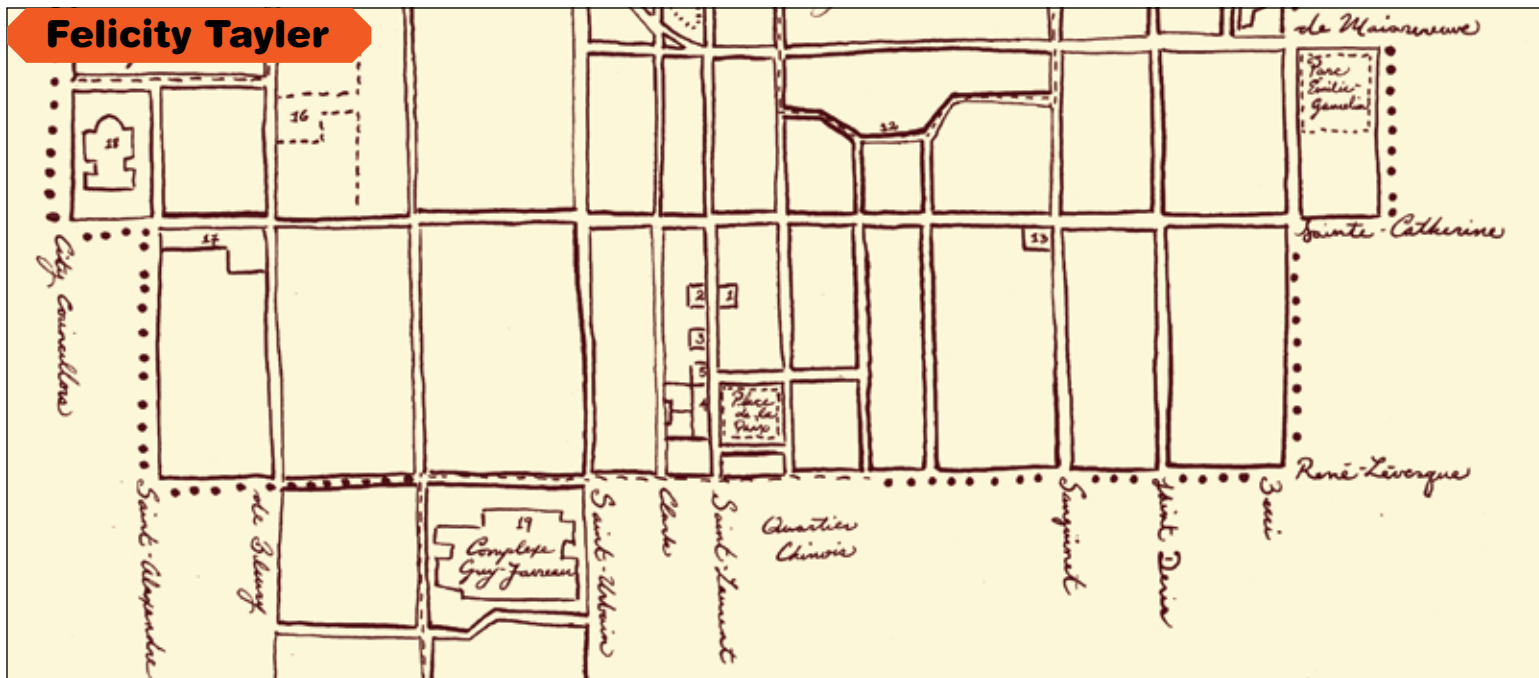 Felicity Tayler
de Maisonneuve
Parc
Émilie-
Gamelin
16
12
18
Sainte-Catherine
17
13
2
1
3
5
4
Place
de la
Paix
City Councillors
René-Lévesque
Saint-Alexandre
de Bleury
Saint-Urbain
Clark
Saint-Laurent
Quartier
Chinois
Sanguinet
Saint Denis
Berri
19
Complexe
Guy-Favreau